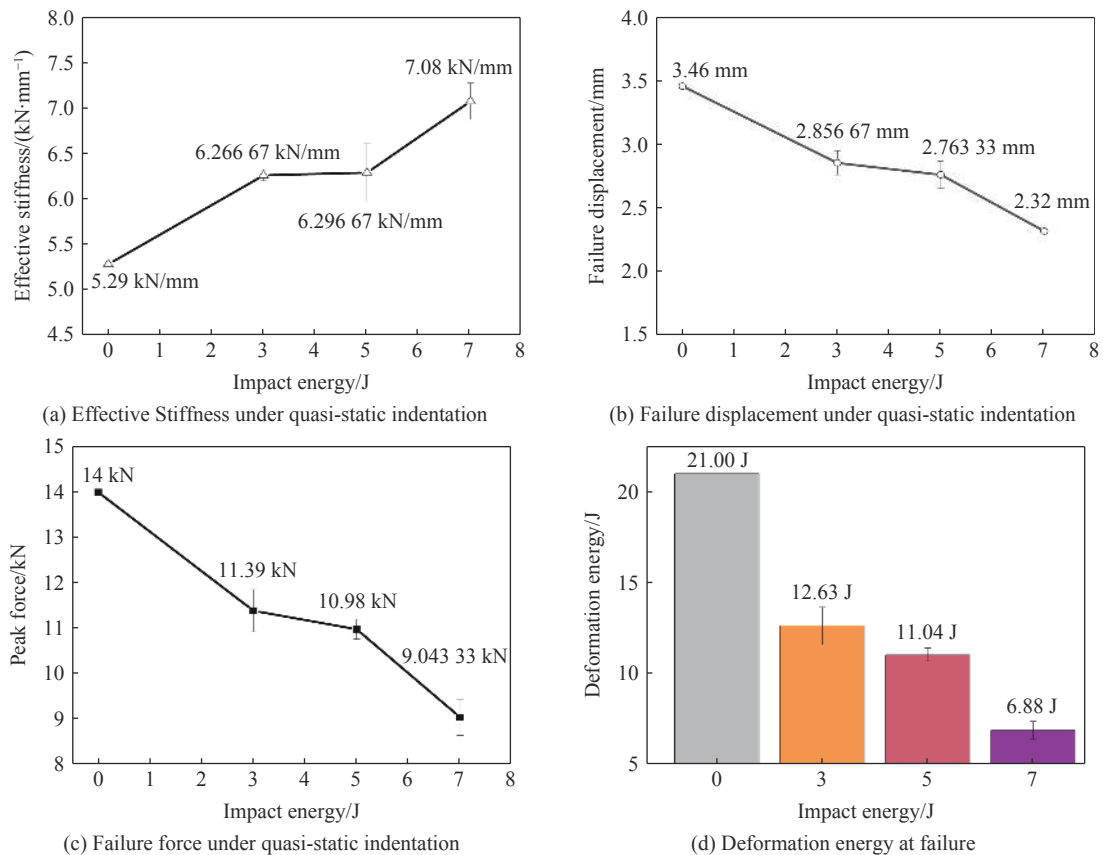 8.0
7.5
7.0
6.5
6.0
5.5
5.0
4.5
Effective stiffness/(kN·mm⁻¹)
7.08 kN/mm
6.266 67 kN/mm
6.296 67 kN/mm
5.29 kN/mm
0 1 2 3 4 5 6 7 8
Impact energy/J
(a) Effective Stiffness under quasi-static indentation
4.0
3.5
3.0
2.5
2.0
1.5
Failure displacement/mm
3.46 mm
2.856 67 mm
2.763 33 mm
2.32 mm
0 1 2 3 4 5 6 7 8
Impact energy/J
(b) Failure displacement under quasi-static indentation
15
14
13
12
11
10
9
8
Peak force/kN
14 kN
11.39 kN
10.98 kN
9.043 33 kN
0 1 2 3 4 5 6 7 8
Impact energy/J
(c) Failure force under quasi-static indentation
20
15
10
5
Deformation energy/J
21.00 J
12.63 J
11.04 J
6.88 J
0 3 5 7
Impact energy/J
(d) Deformation energy at failure